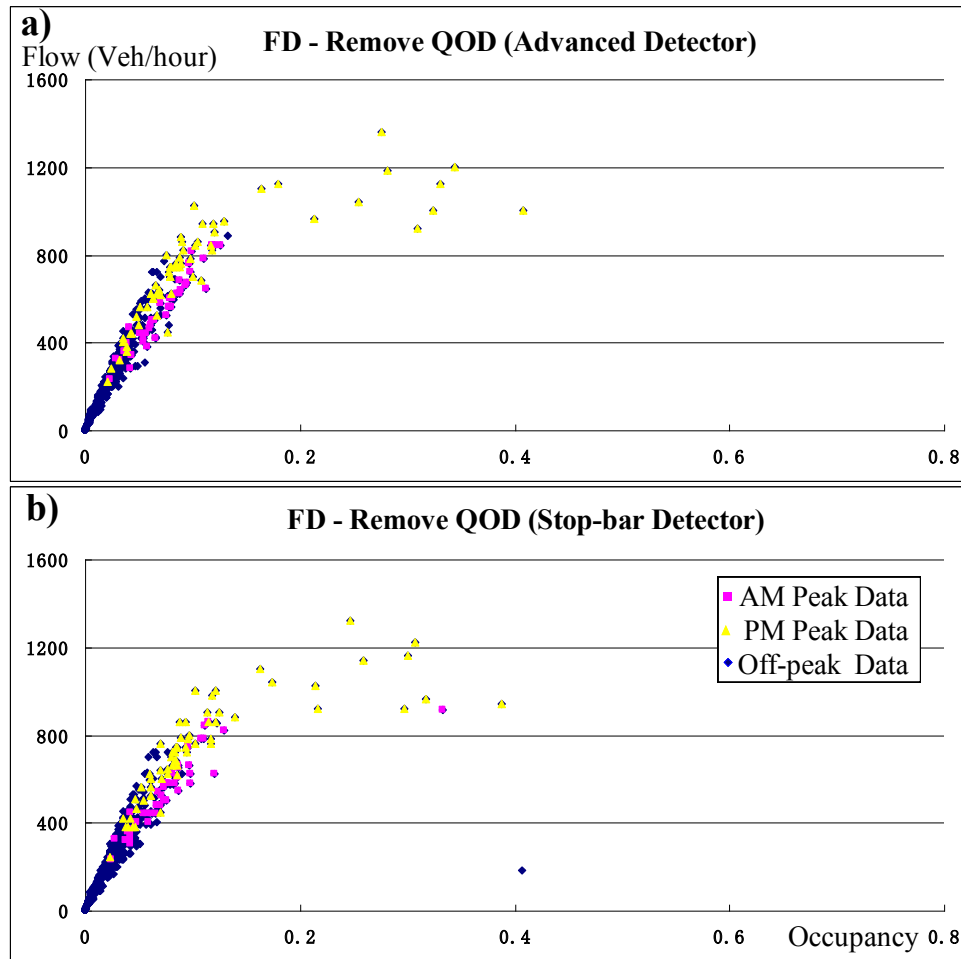 a)
FD - Remove QOD (Advanced Detector)
Flow (Veh/hour)
1600
1200
800
400
0
0 0.2 0.4 0.6 0.8
b)
FD - Remove QOD (Stop-bar Detector)
1600
AM Peak Data
1200
PM Peak Data
Off-peak Data
800
400
0
0 0.2 0.4 0.6 0.8
Occupancy